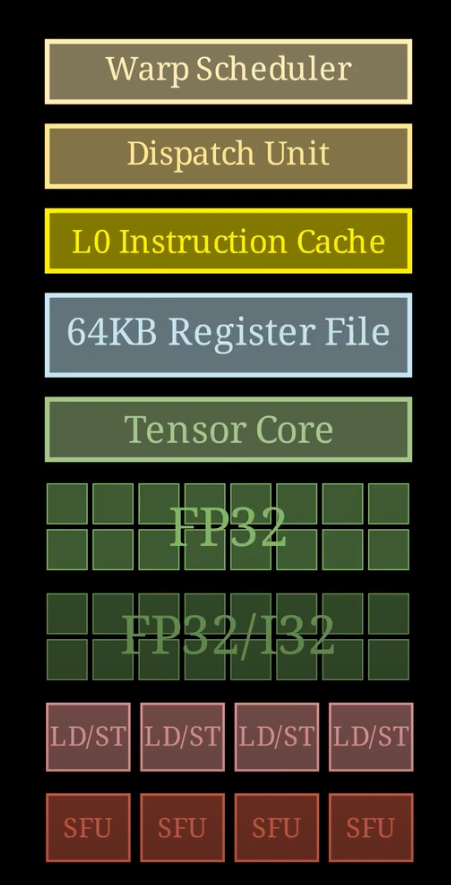 Warp Scheduler
Dispatch Unit
L0 Instruction Cache
64KB Register File
Tensor Core
FP32
FP32/I32
LD/ST LD/ST LD/ST LD/ST
SFU SFU SFU SFU